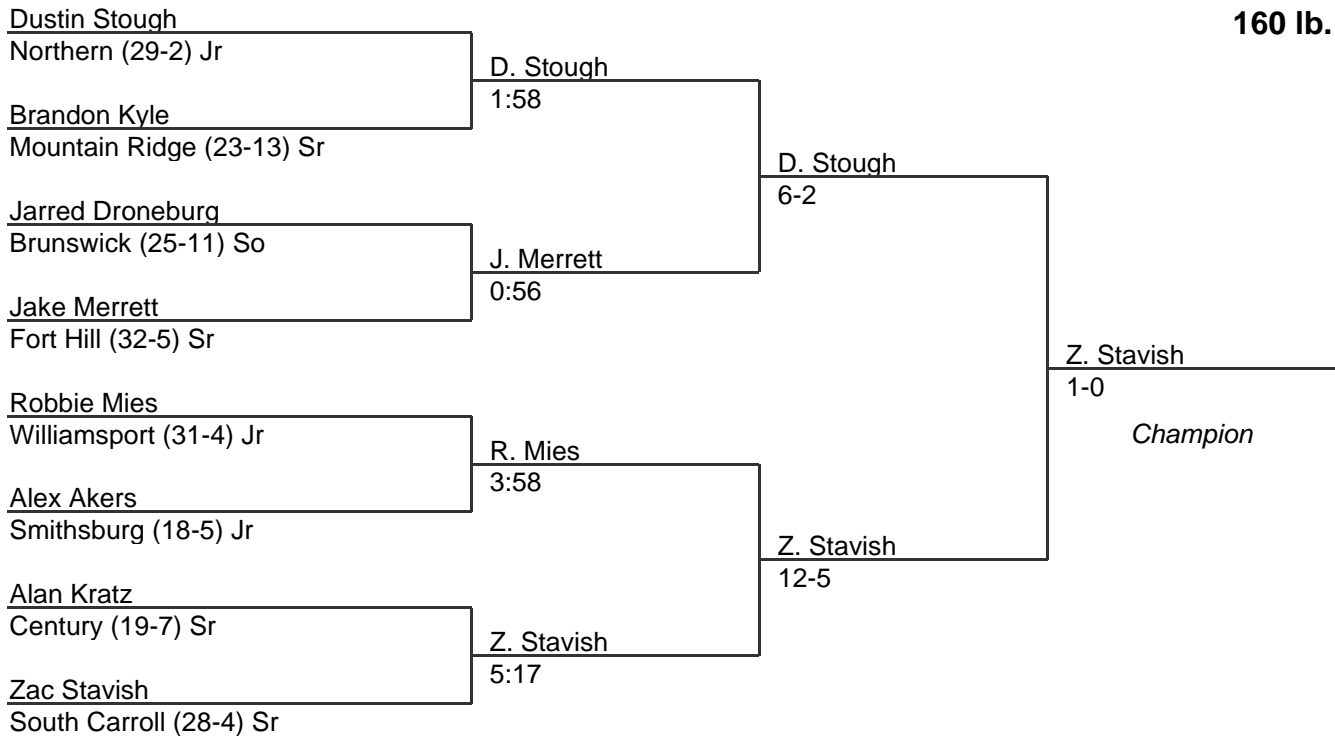 Dustin Stough
160 lb.
Northern (29-2) Jr
D. Stough
1:58
Brandon Kyle
Mountain Ridge (23-13) Sr
D. Stough
6-2
Jarred Droneburg
Brunswick (25-11) So
J. Merrett
0:56
Jake Merrett
Fort Hill (32-5) Sr
Z. Stavish
1-0
Champion
Robbie Mies
Williamsport (31-4) Jr
R. Mies
3:58
Alex Akers
Smithsburg (18-5) Jr
Z. Stavish
12-5
Alan Kratz
Century (19-7) Sr
Z. Stavish
5:17
Zac Stavish
South Carroll (28-4) Sr